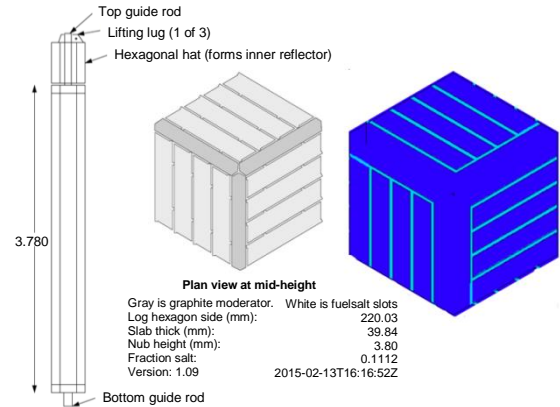 Top guide rod
Lifting lug (1 of 3)
Hexagonal hat (forms inner reflector)
3.780
Plan view at mid-height
Gray is graphite moderator. White is fuelsalt slots
Log hexagon side (mm): 220.03
Slab thick (mm): 39.84
Nub height (mm): 3.80
Fraction salt: 0.1112
Version: 1.09 2015-02-13T16:16:52Z
Bottom guide rod